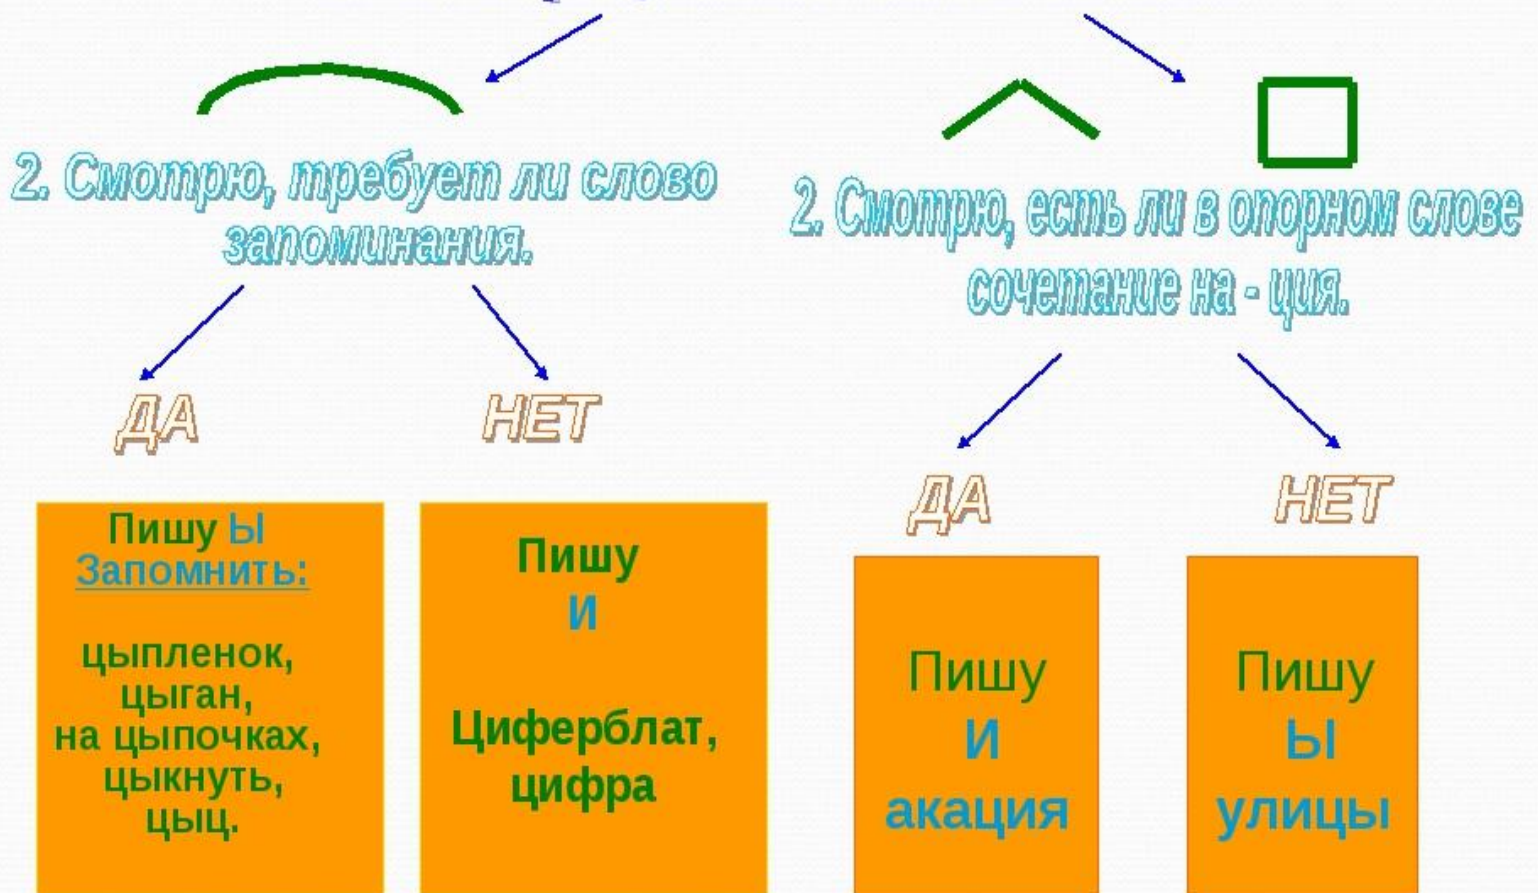 2. Смотрю, требует ли слово
запоминания.
ДА
НЕТ
Пишу Ы
Запомнить:
цыпленок,
цыган,
на цыпочках,
цыкнуть,
цыц.
Пишу
И
Циферблат,
цифра
2. Смотрю, есть ли в опорном слове
сочетание на - ция.
ДА
НЕТ
Пишу
И
акация
Пишу
Ы
улицы